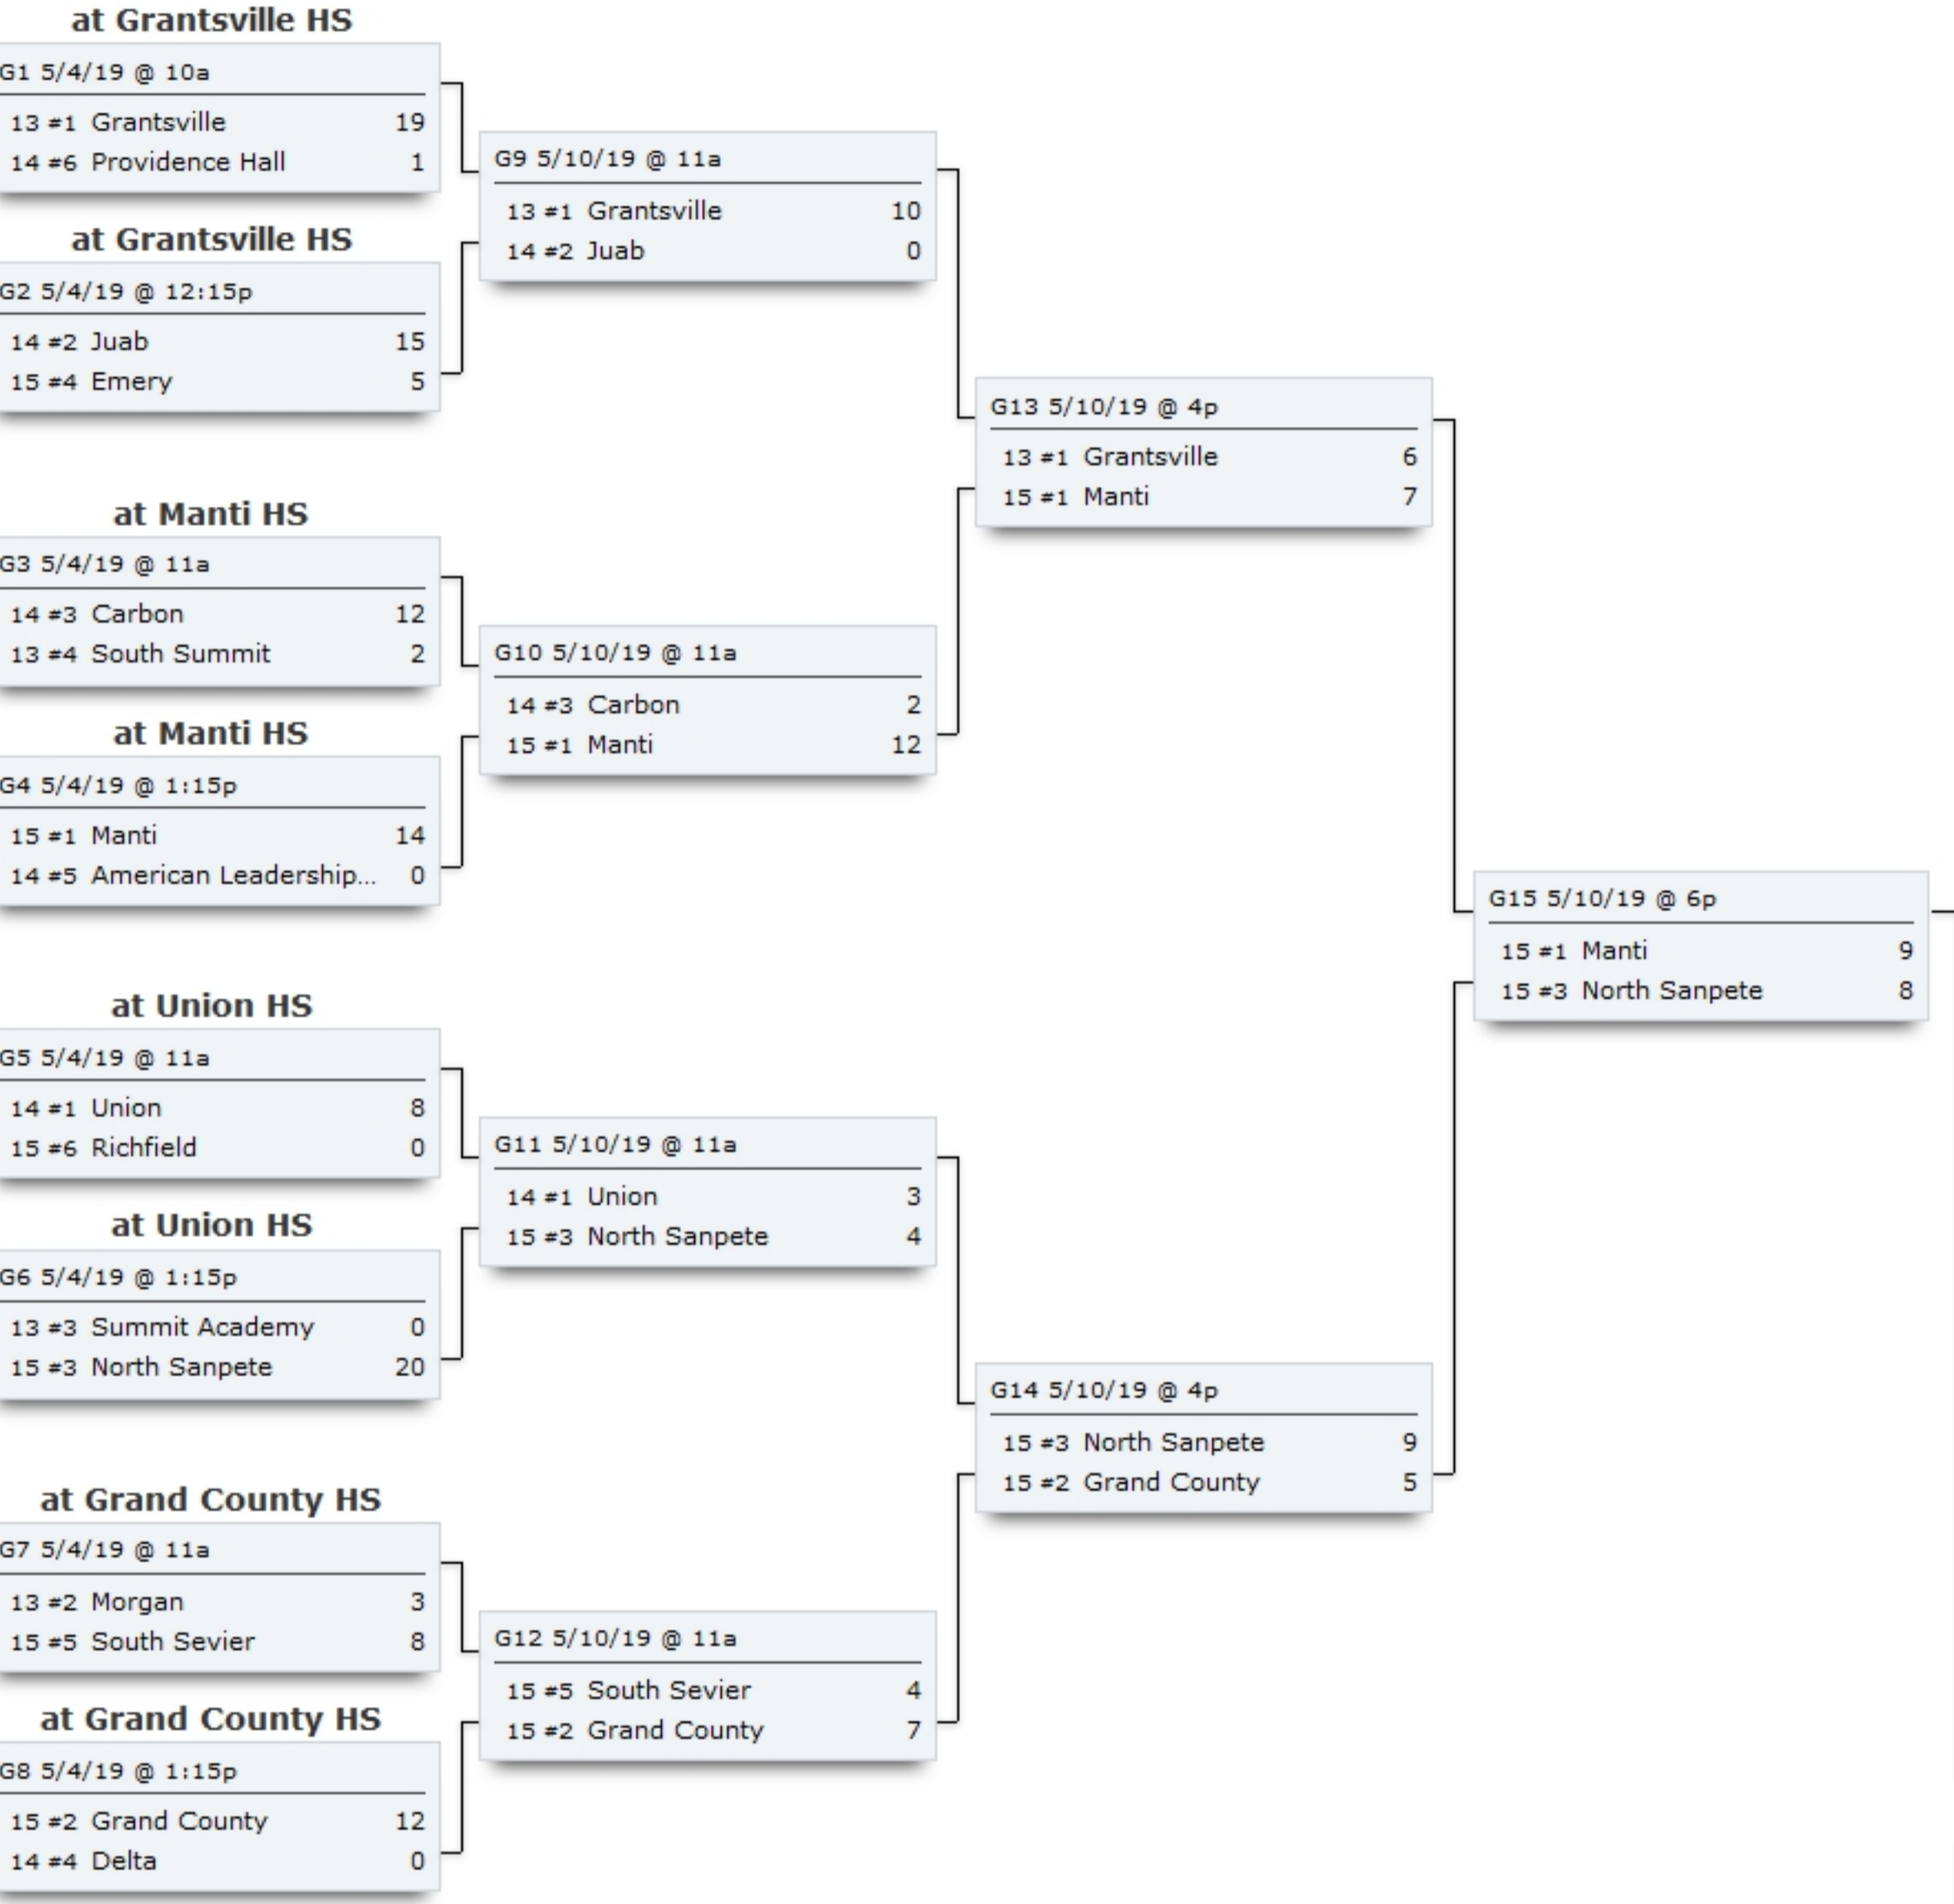 at Grantsville HS
G1 5/4/19 @ 10a
13 #1 Grantsville 19
14 #6 Providence Hall 1
at Grantsville HS
G2 5/4/19 @ 12:15p
14 #2 Juab 15
15 #4 Emery 5
at Manti HS
G3 5/4/19 @ 11a
14 #3 Carbon 12
13 #4 South Summit 2
at Manti HS
G4 5/4/19 @ 1:15p
15 #1 Manti 14
14 #5 American Leadership... 0
at Union HS
G5 5/4/19 @ 11a
14 #1 Union 8
15 #6 Richfield 0
at Union HS
G6 5/4/19 @ 1:15p
13 #3 Summit Academy 0
15 #3 North Sanpete 20
at Grand County HS
G7 5/4/19 @ 11a
13 #2 Morgan 3
15 #5 South Sevier 8
at Grand County HS
G8 5/4/19 @ 1:15p
15 #2 Grand County 12
14 #4 Delta 0
G9 5/10/19 @ 11a
13 #1 Grantsville 10
14 #2 Juab 0
G10 5/10/19 @ 11a
14 #3 Carbon 2
15 #1 Manti 12
G11 5/10/19 @ 11a
14 #1 Union 3
15 #3 North Sanpete 4
G12 5/10/19 @ 11a
15 #5 South Sevier 4
15 #2 Grand County 7
G13 5/10/19 @ 4p
13 #1 Grantsville 6
15 #1 Manti 7
G14 5/10/19 @ 4p
15 #3 North Sanpete 9
15 #2 Grand County 5
G15 5/10/19 @ 6p
15 #1 Manti 9
15 #3 North Sanpete 8